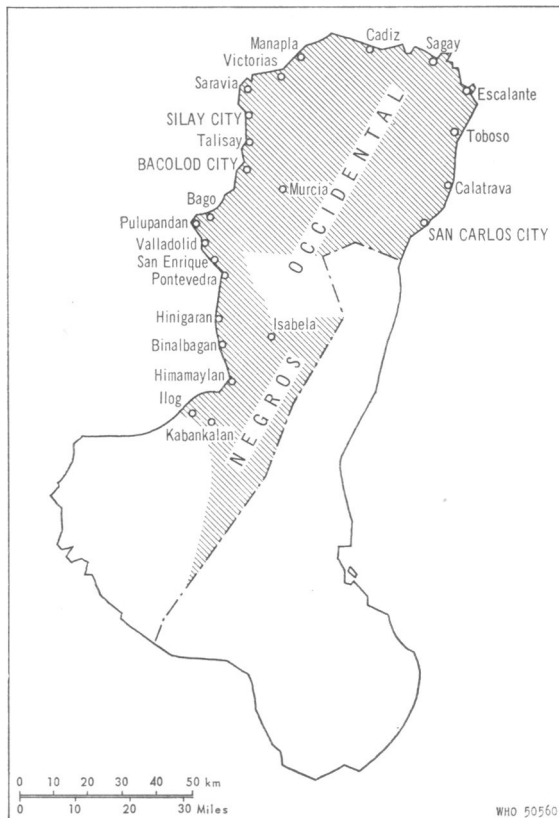 Manapla
Cadiz
Sagay
Victorias
Saravia
Escalante
SILAY CITY
Talisay
Toboso
BACOLOD CITY
Murcia
Calatrava
Bago
Pulupandan
SAN CARLOS CITY
Valladolid
San Enrique
Pontevedra
NEGROS OCCIDENTAL
Hinigaran
Isabela
Binalbagan
Himamaylan
Ilog
Kabankalan
0 10 20 30 40 50 km
0 10 20 30 Miles
WHO 50560